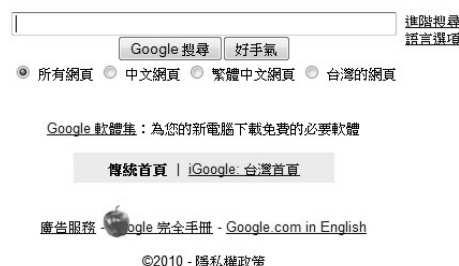 進階搜尋
語言選項
Google 搜尋 好手氣
所有網頁 中文網頁 繁體中文網頁 台灣的網頁
Google 軟體集：為您的新電腦下載免費的必要軟體
傳統首頁 | iGoogle: 台灣首頁
廣告服務 - ogle 完全手冊 - Google.com in English
©2010 - 隱私權政策